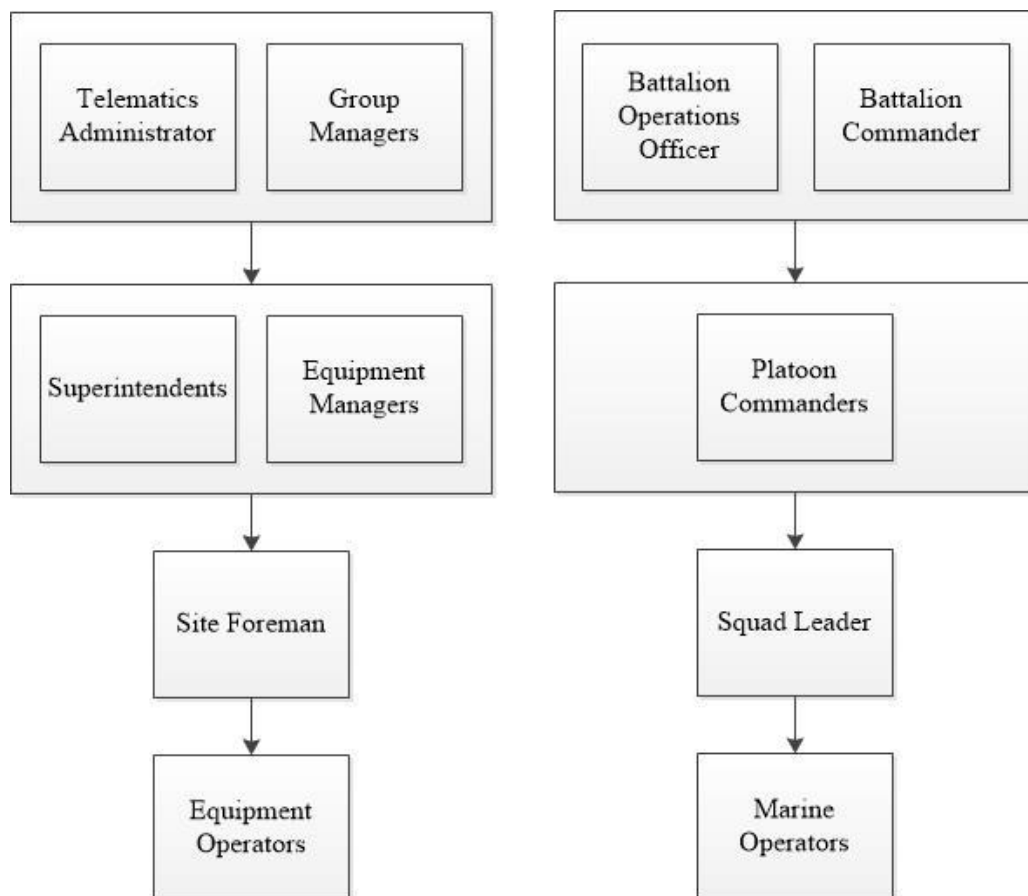 Telematics
Administrator
Group
Managers
Battalion
Operations
Officer
Battalion
Commander
Superintendents
Equipment
Managers
Platoon
Commanders
Site Foreman
Squad Leader
Equipment
Operators
Marine
Operators